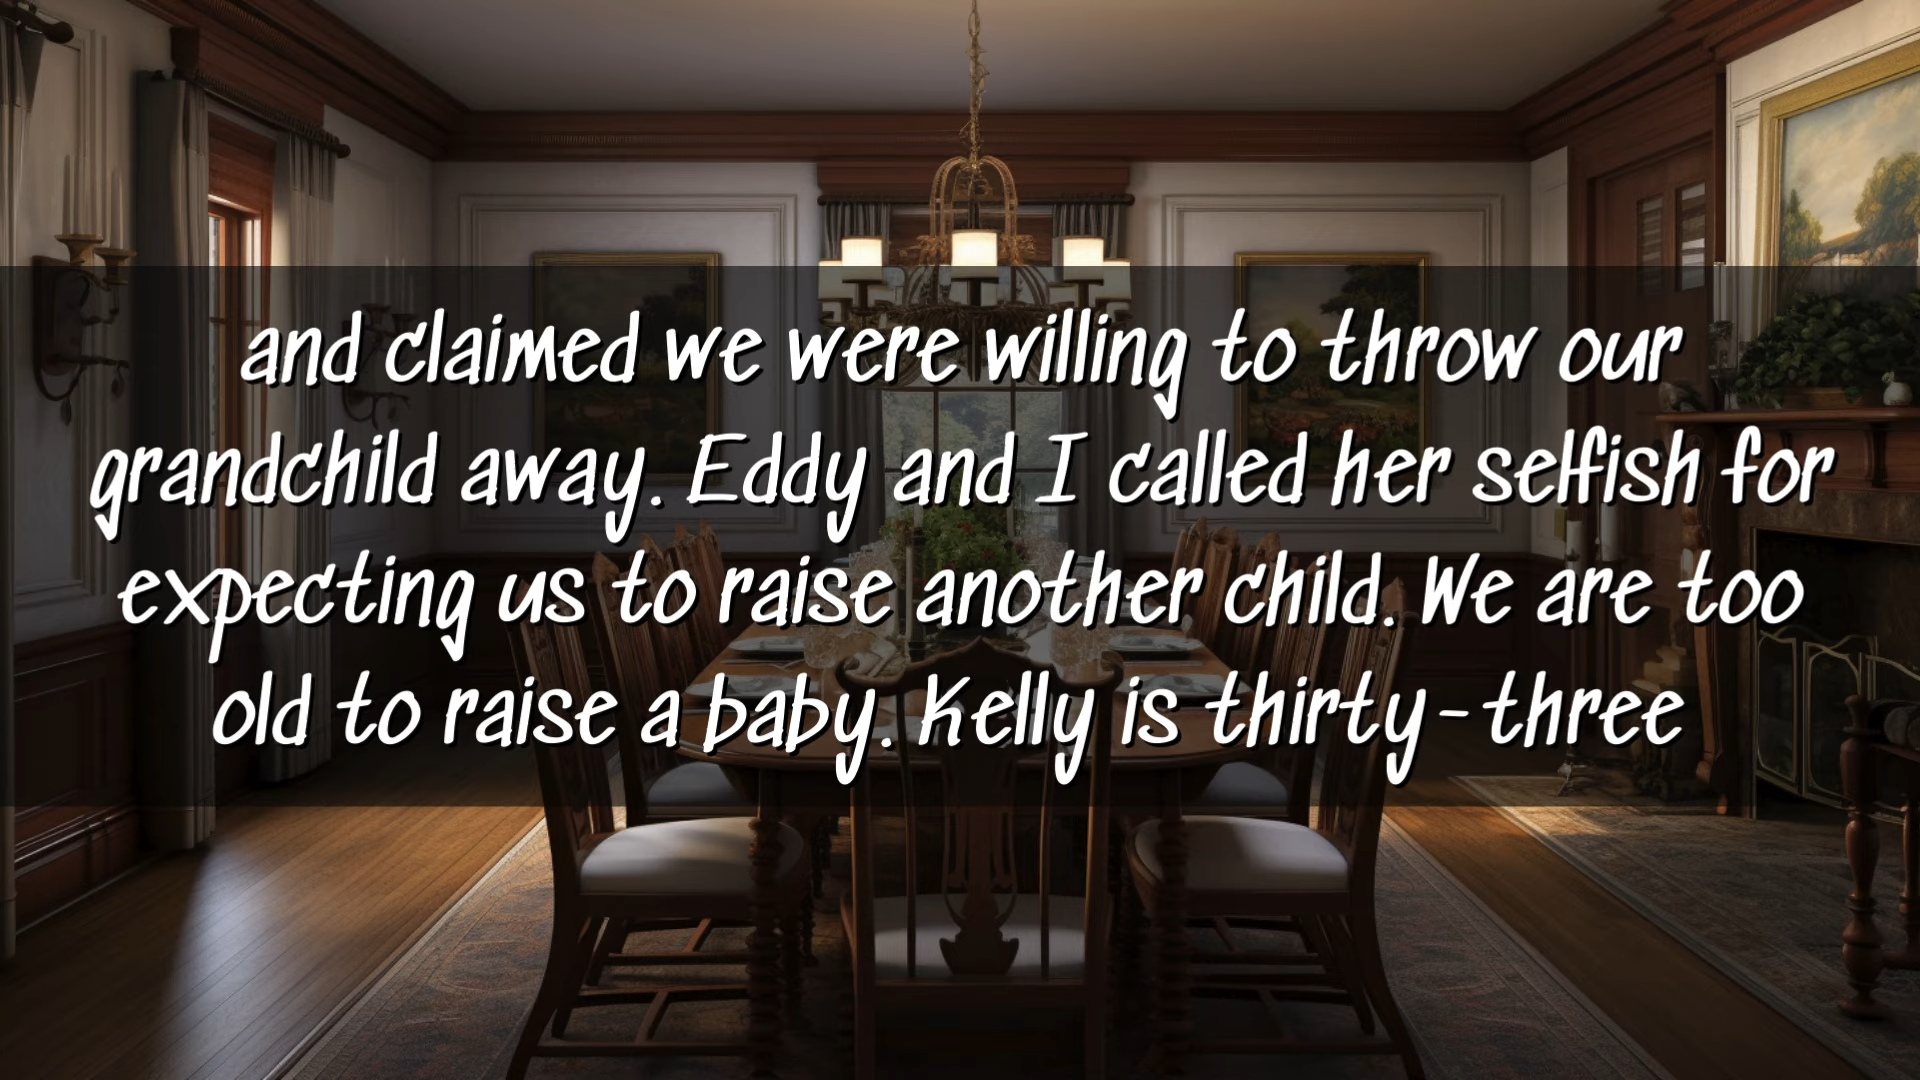 and claimed we were willing to throw our
grandchild away. Eddy and I called her selfish for
expecting us to raise another child. We are too
old to raise a baby. Kelly is thirty-three